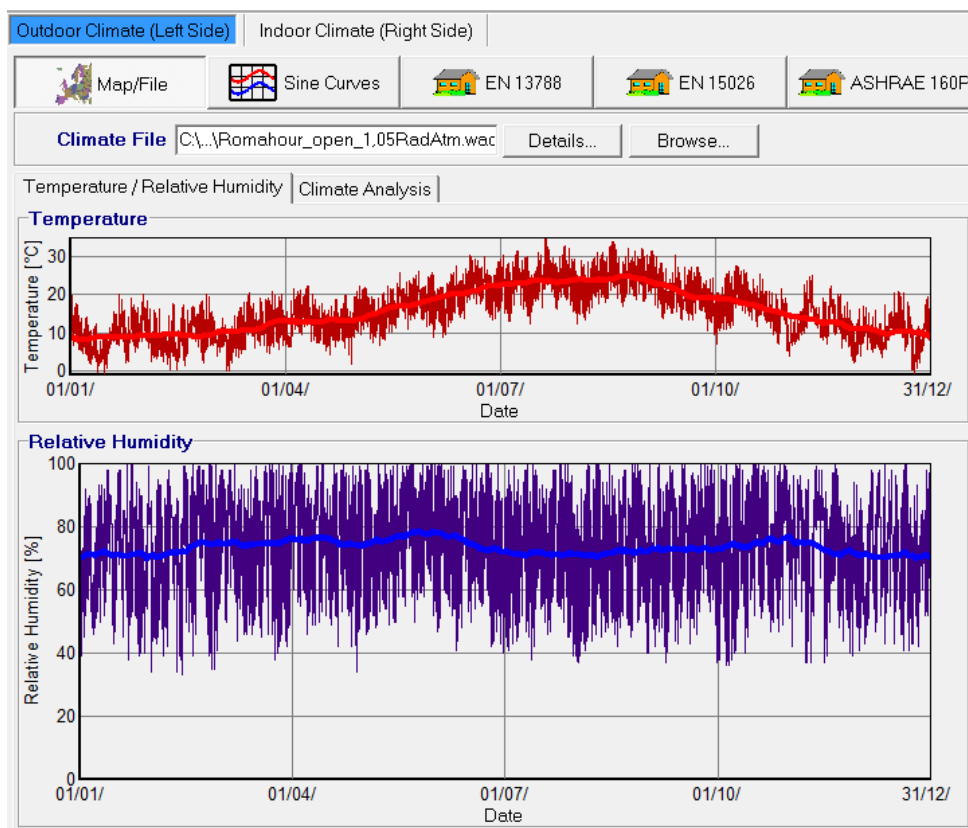 Outdoor Climate (Left Side) Indoor Climate (Right Side)
Map/File Sine Curves EN 13788 EN 15026 ASHRAE 160P
Climate File C:\...\Romahour_open_1,05RadAtm.wac Details... Browse...
Temperature / Relative Humidity Climate Analysis
Temperature
Temperature [°C]
30
20
10
0
01/01/ 01/04/ 01/07/ 01/10/ 31/12/
Date
Relative Humidity
Relative Humidity [%]
100
80
60
40
20
0
01/01/ 01/04/ 01/07/ 01/10/ 31/12/
Date